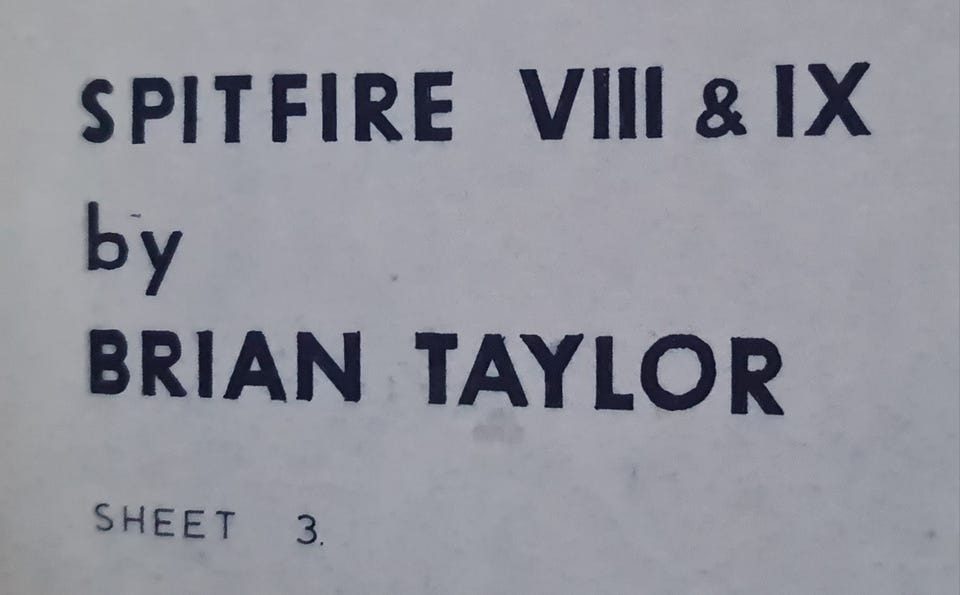 SPITFIRE VIII & IX
by
BRIAN TAYLOR
SHEET 3.